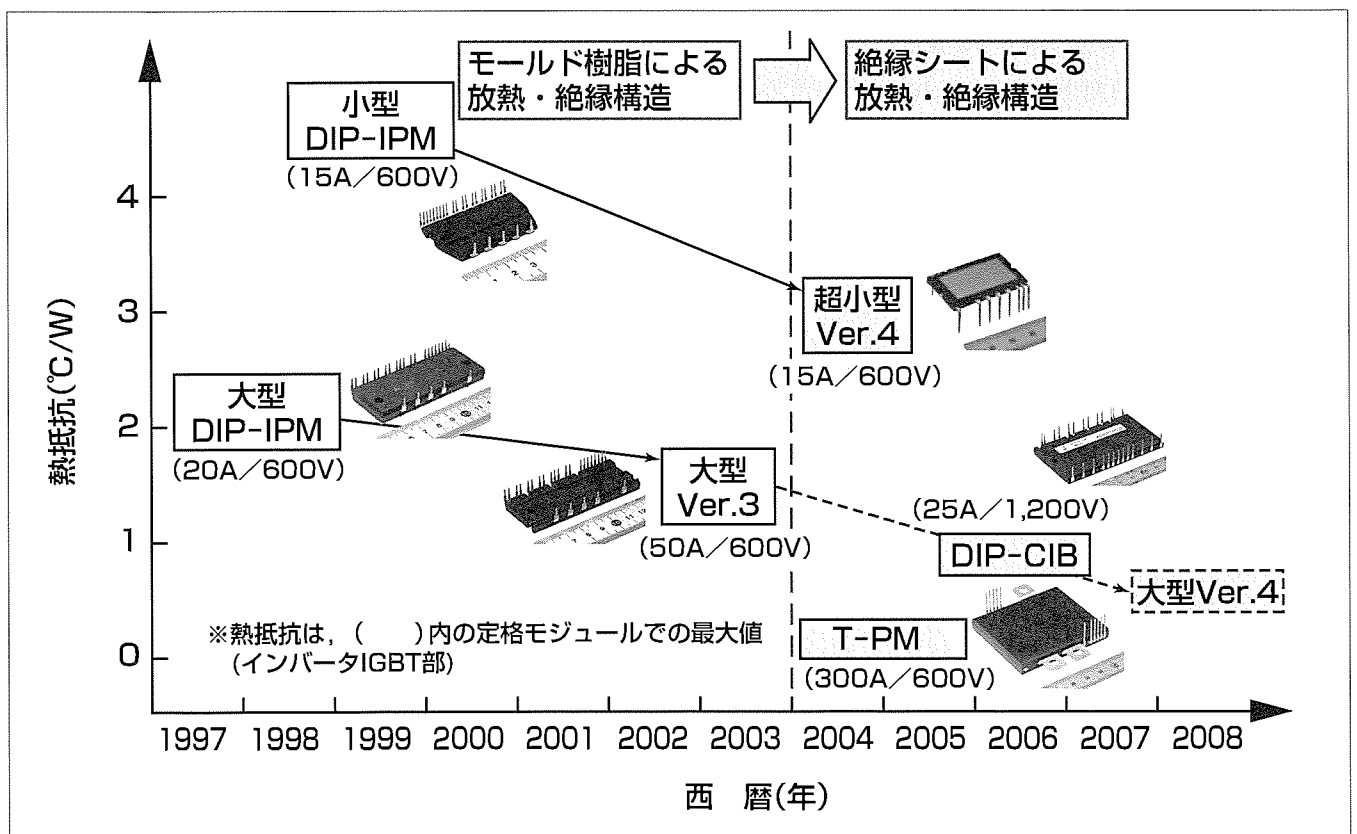 モールド樹脂による
放熱・絶縁構造
絶縁シートによる
放熱・絶縁構造
小型
DIP-IPM
(15A/600V)
超小型
Ver.4
(15A/600V)
大型
DIP-IPM
(20A/600V)
大型
Ver.3
(50A/600V)
(25A/1,200V)
DIP-CIB
大型Ver.4
T-PM
(300A/600V)
※熱抵抗は,(　　)内の定格モジュールでの最大値
(インバータIGBT部)
熱抵抗(℃/W)
4
3
2
1
0
1997 1998 1999 2000 2001 2002 2003 2004 2005 2006 2007 2008
西　暦(年)